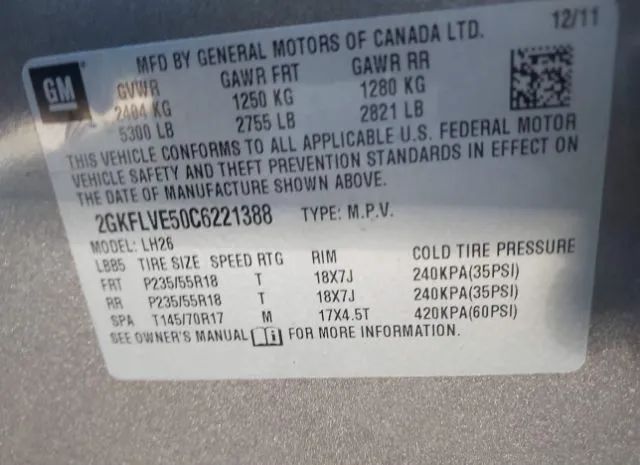 MFD BY GENERAL MOTORS OF CANADA LTD. 12/11
GM
GVWR GAWR FRT GAWR RR
2404 KG 1250 KG 1280 KG
5300 LB 2755 LB 2821 LB
THIS VEHICLE CONFORMS TO ALL APPLICABLE U.S. FEDERAL MOTOR
VEHICLE SAFETY AND THEFT PREVENTION STANDARDS IN EFFECT ON
THE DATE OF MANUFACTURE SHOWN ABOVE.
2GKFLVE50C6221388 TYPE: M.P.V.
MODEL: LH26
LBB5 TIRE SIZE SPEED RTG RIM COLD TIRE PRESSURE
FRT P235/55R18 T 18X7J 240KPA(35PSI)
RR P235/55R18 T 18X7J 240KPA(35PSI)
SPA T145/70R17 M 17X4.5T 420KPA(60PSI)
SEE OWNER'S MANUAL FOR MORE INFORMATION.